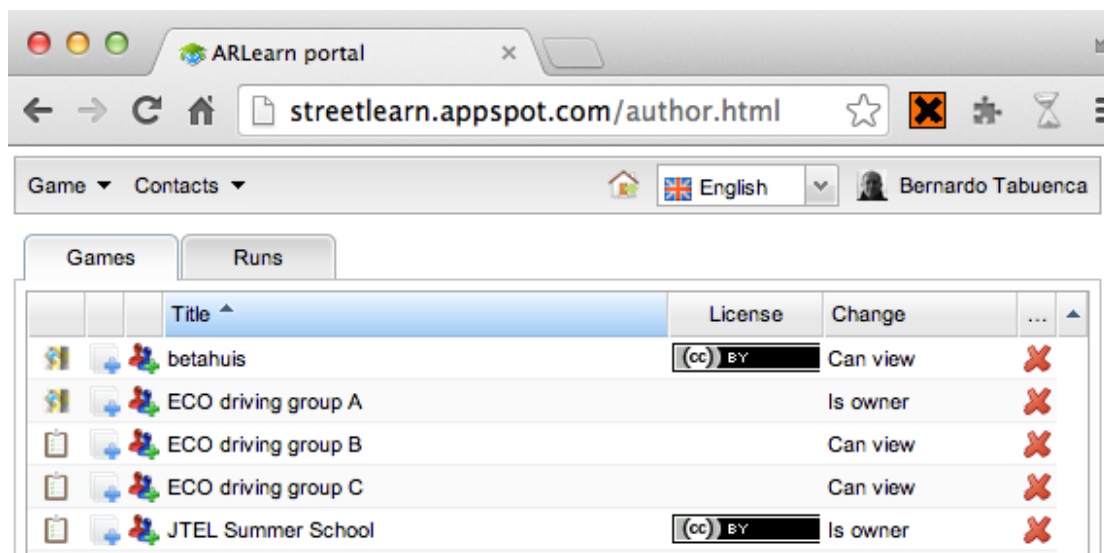 ARLearn portal
streetlearn.appspot.com/author.html
Game Contacts English Bernardo Tabuenca
Games Runs
Title License Change ...
betahuis (cc) BY Can view
ECO driving group A Is owner
ECO driving group B Can view
ECO driving group C Can view
JTEL Summer School (cc) BY Is owner